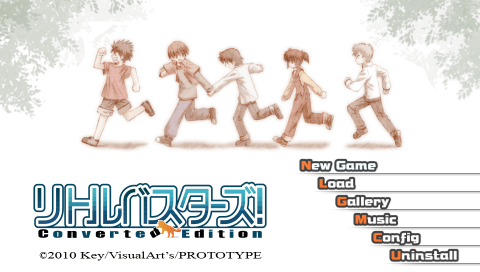 New Game
Load
Gallery
Music
Config
Uninstall
リトルバスターズ!
Converted Edition
©2010 Key/VisualArt's/PROTOTYPE